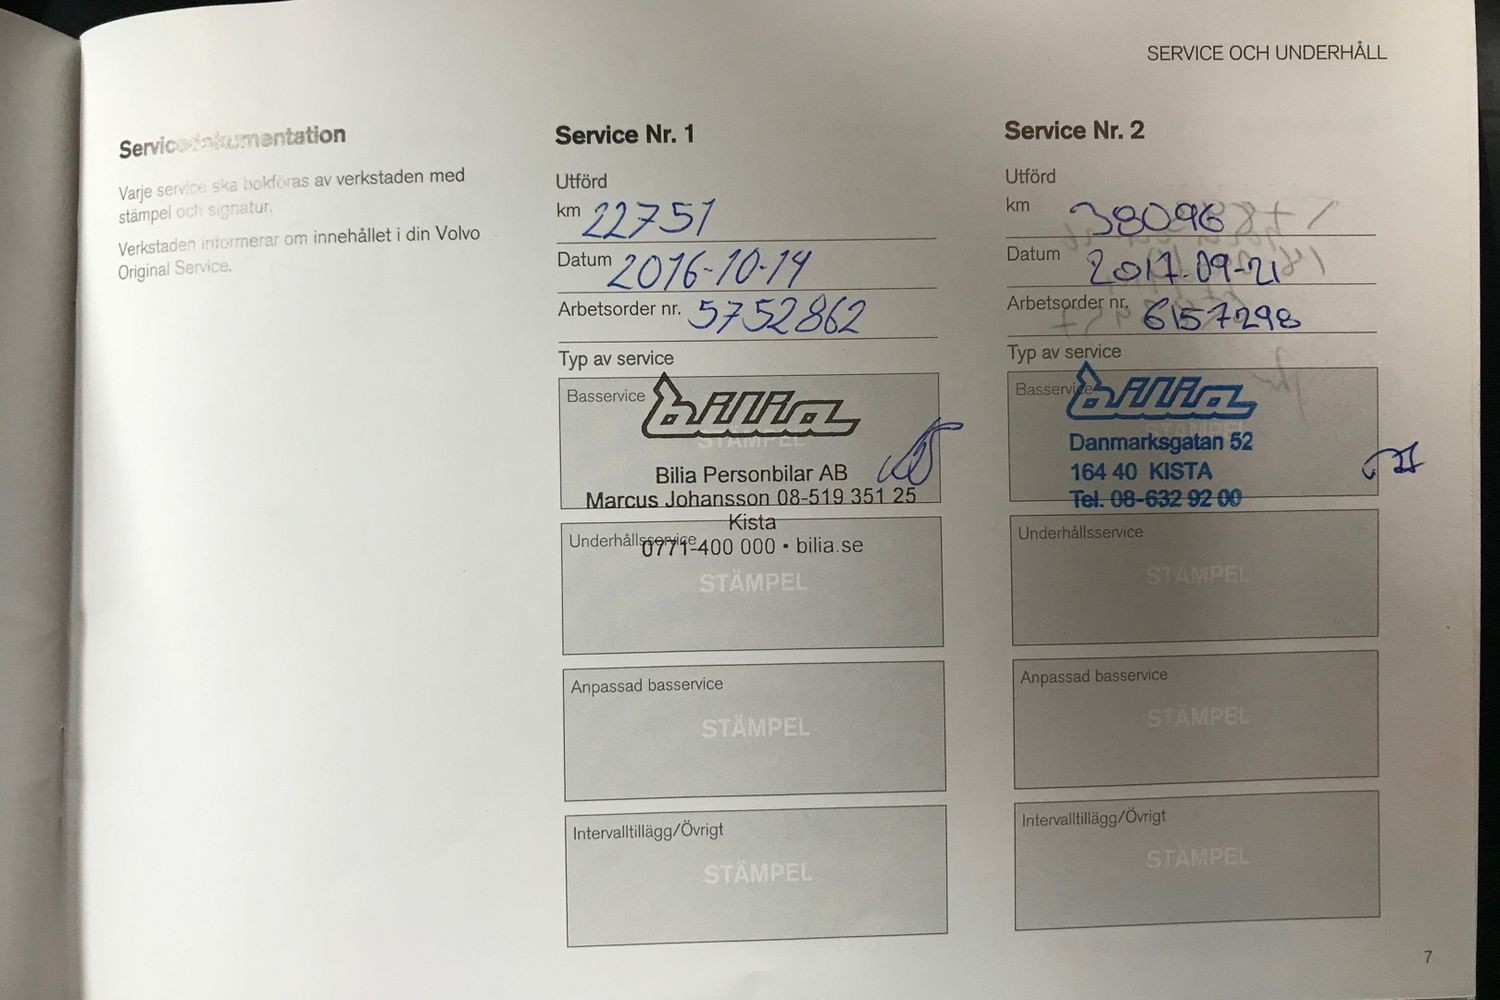 SERVICE OCH UNDERHÅLL
Servicedokumentation
Varje service ska bokföras av verkstaden med
stämpel och signatur.
Verkstaden informerar om innehållet i din Volvo
Original Service.
Service Nr. 1
Utförd
km 22751
Datum 2016-10-14
Arbetsorder nr. 5752862
Typ av service
Basservice
bilia
STÄMPEL
Bilia Personbilar AB
Marcus Johansson 08-519 351 25
Kista
Underhållsservice
0771-400 000 • bilia.se
STÄMPEL
Anpassad basservice
STÄMPEL
Intervalltillägg/Övrigt
STÄMPEL
Service Nr. 2
Utförd
km 38096
Datum 2017-09-21
Arbetsorder nr. 6157298
Typ av service
Basservice
bilia
STÄMPEL
Danmarksgatan 52
164 40 KISTA
Tel. 08-632 92 00
Underhållsservice
STÄMPEL
Anpassad basservice
STÄMPEL
Intervalltillägg/Övrigt
STÄMPEL
7